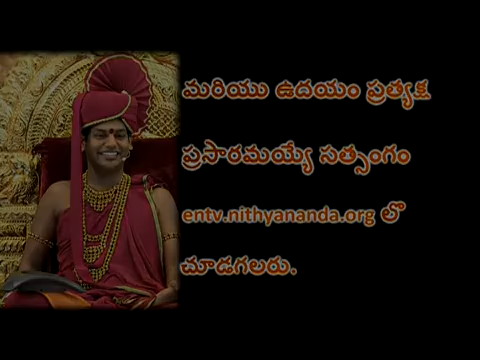 మరియు ఉదయం ప్రత్యక్ష
ప్రసారమయ్యే సత్సంగం
entv.nithyananda.org లొ
చూడగలరు.